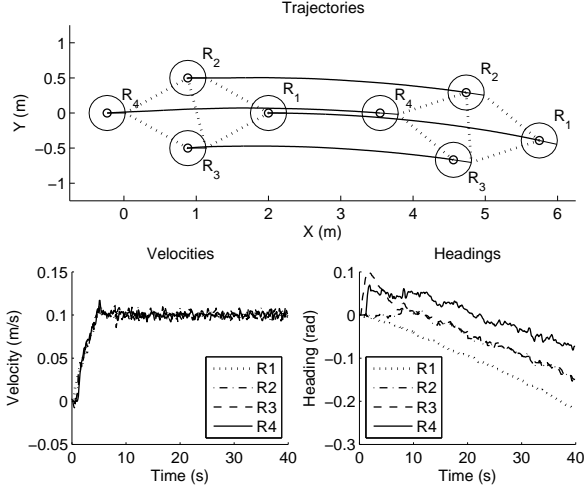 Trajectories
1
0.5
0
−0.5
−1
Y (m)
R4
R2
R3
R1
R4
R2
R3
R1
0
1
2
3
4
5
6
X (m)
Velocities
0.15
0.1
0.05
0
−0.05
Velocity (m/s)
R1
R2
R3
R4
0
10
20
30
40
Time (s)
Headings
0.1
0
−0.1
−0.2
−0.3
Heading (rad)
R1
R2
R3
R4
0
10
20
30
40
Time (s)